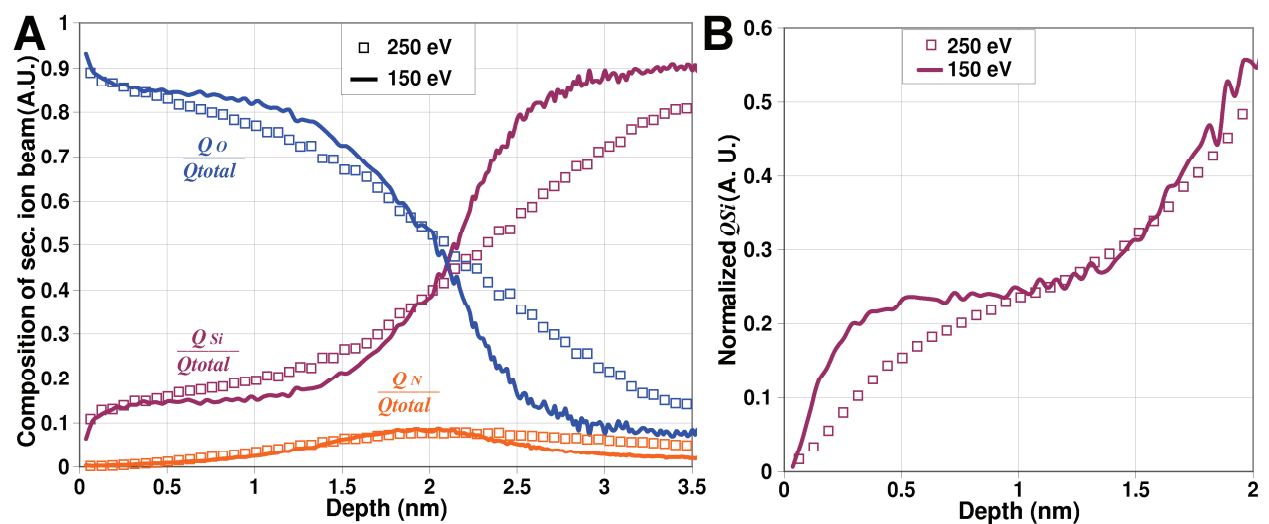 A
Composition of sec. ion beam (A.U.)
1
0.9
0.8
0.7
0.6
0.5
0.4
0.3
0.2
0.1
0
250 eV
150 eV
QO
Qtotal
QSi
Qtotal
QN
Qtotal
0 0.5 1 1.5 2 2.5 3 3.5
Depth (nm)
B
Normalized QSi (A. U.)
0.6
0.5
0.4
0.3
0.2
0.1
0
250 eV
150 eV
0 0.5 1 1.5 2
Depth (nm)